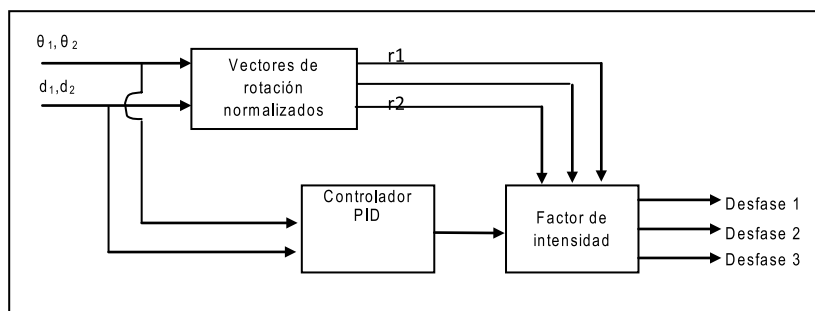 θ₁,θ₂
d₁,d₂
Vectores de
rotación
normalizados
r1
r2
Controlador
PID
Factor de
intensidad
Desfase 1
Desfase 2
Desfase 3